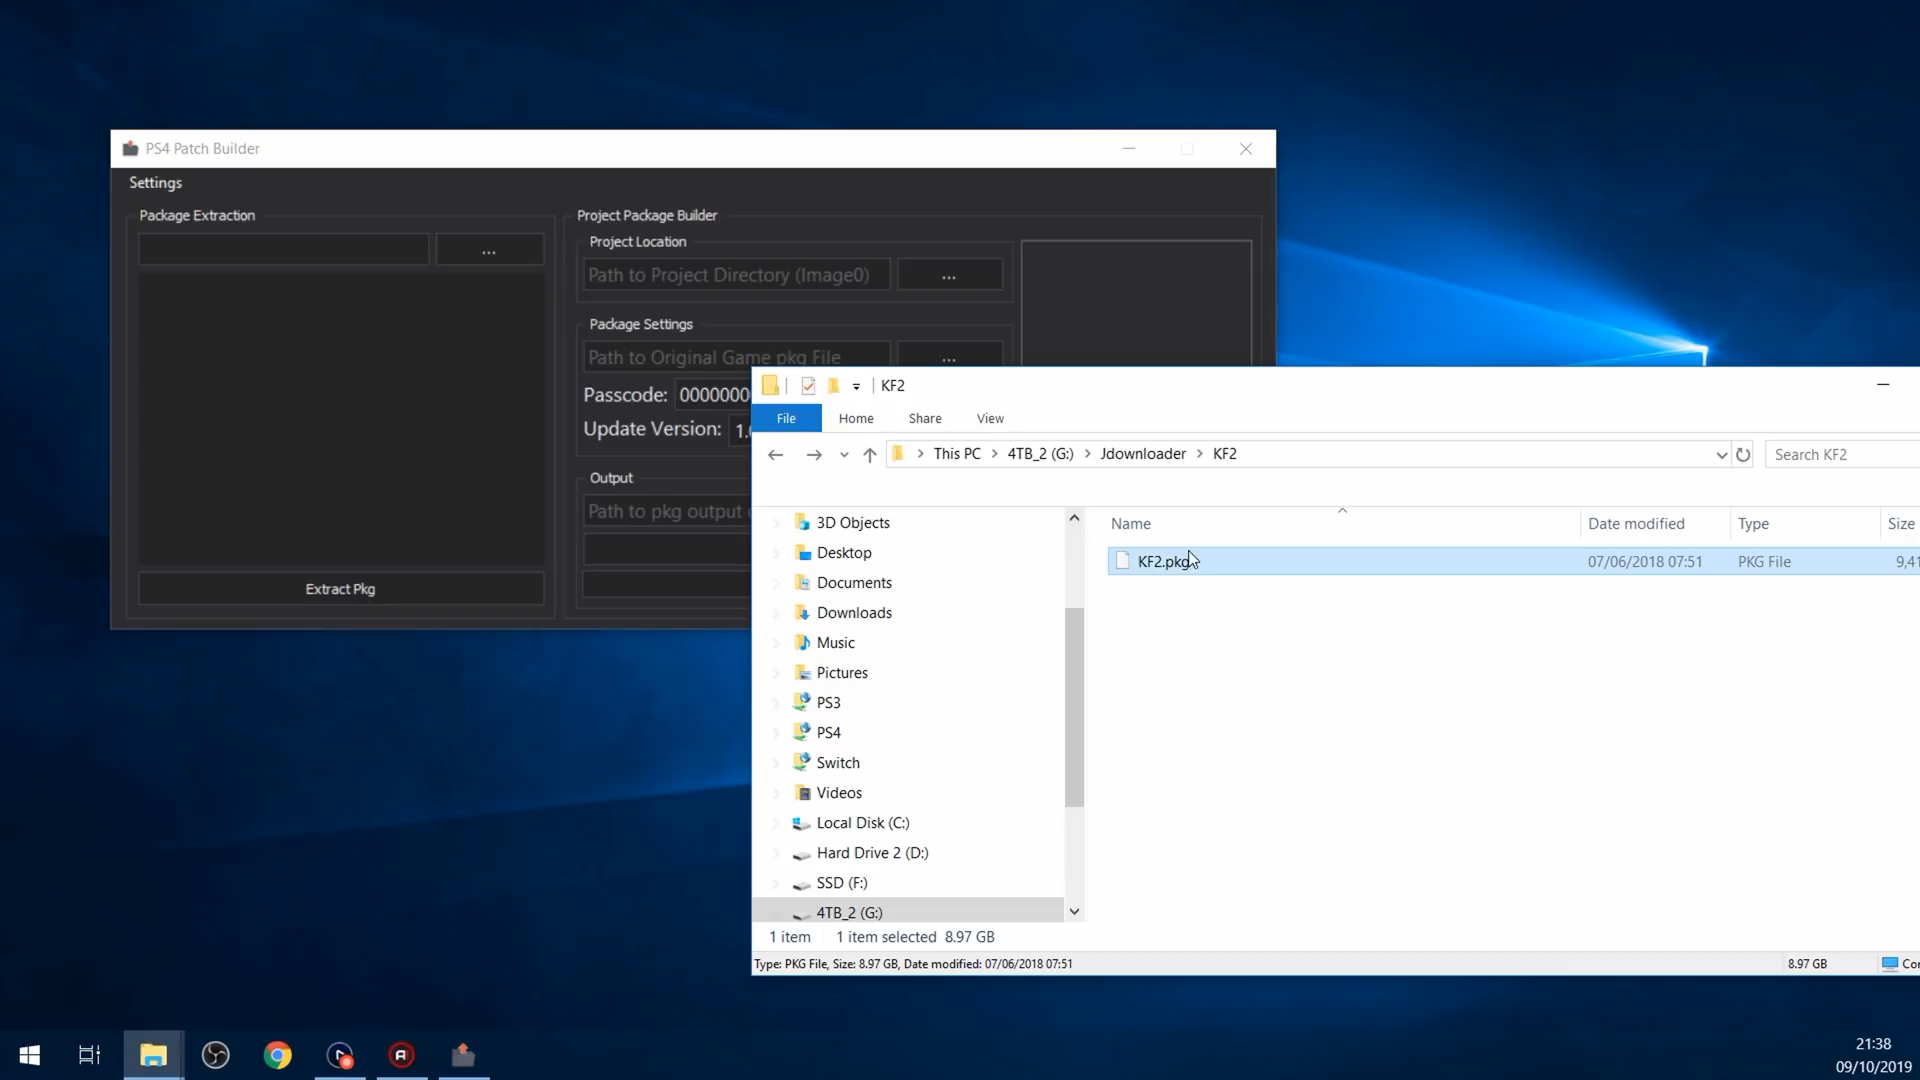 PS4 Patch Builder
Settings
Package Extraction
...
Extract Pkg
Project Package Builder
Project Location
Path to Project Directory (Image0)
...
Package Settings
Path to Original Game pkg File
...
Passcode: 0000000
Update Version: 1.
Output
Path to pkg output
KF2
File Home Share View
This PC 4TB_2 (G:) Jdownloader KF2
Search KF2
Name Date modified Type Size
KF2.pkg 07/06/2018 07:51 PKG File 9,41
3D Objects
Desktop
Documents
Downloads
Music
Pictures
PS3
PS4
Switch
Videos
Local Disk (C:)
Hard Drive 2 (D:)
SSD (F:)
4TB_2 (G:)
1 item 1 item selected 8.97 GB
Type: PKG File, Size: 8.97 GB, Date modified: 07/06/2018 07:51 8.97 GB Co
21:38
09/10/2019